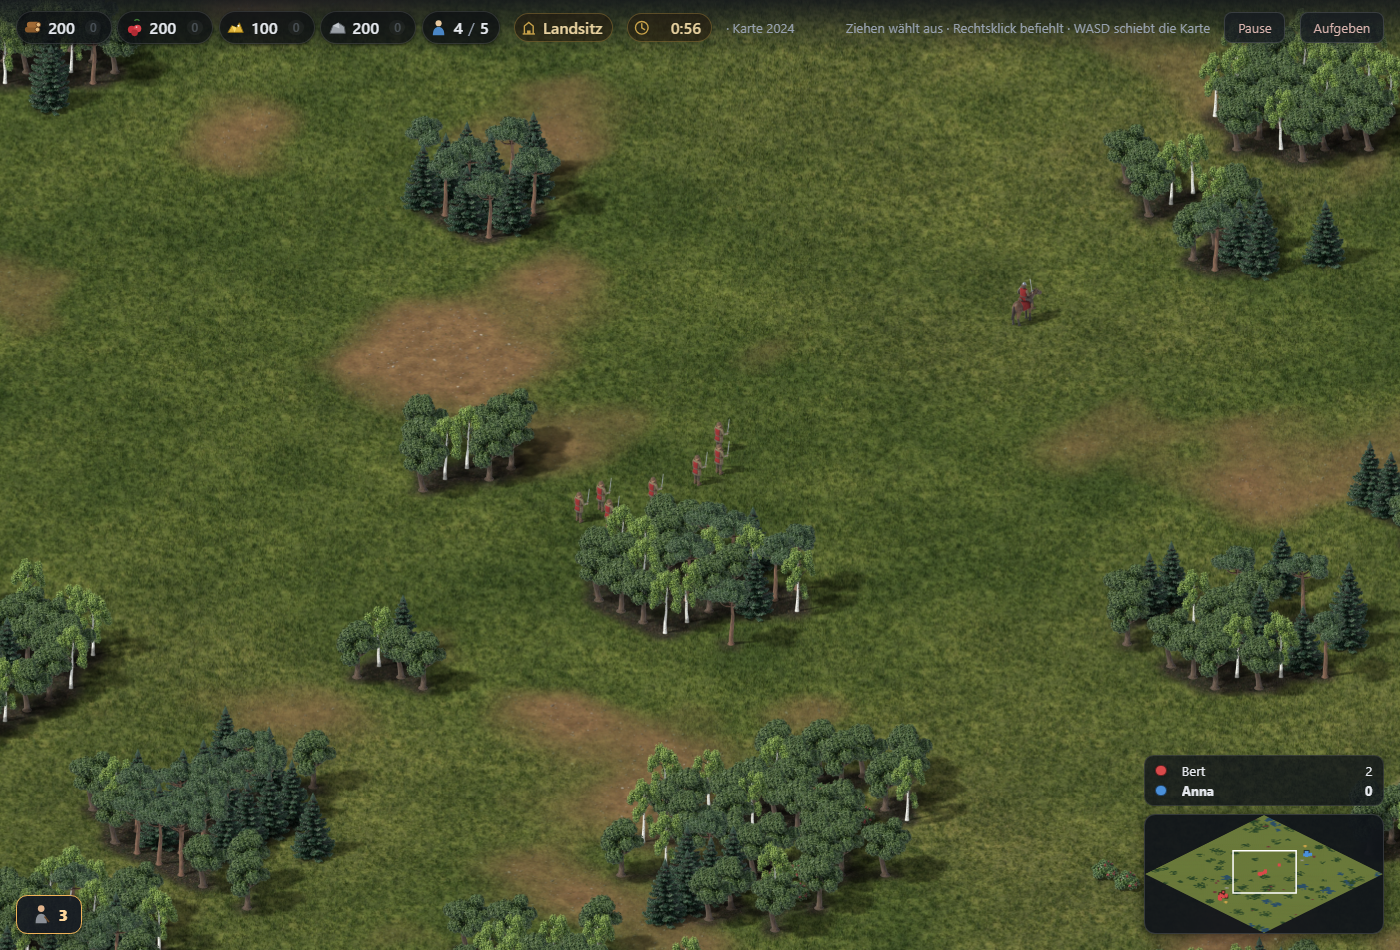 200 0 200 0 100 0 200 0 4 / 5 Landsitz 0:56 · Karte 2024 Ziehen wählt aus · Rechtsklick befiehlt · WASD schiebt die Karte Pause Aufgeben
Bert 2
Anna 0
3